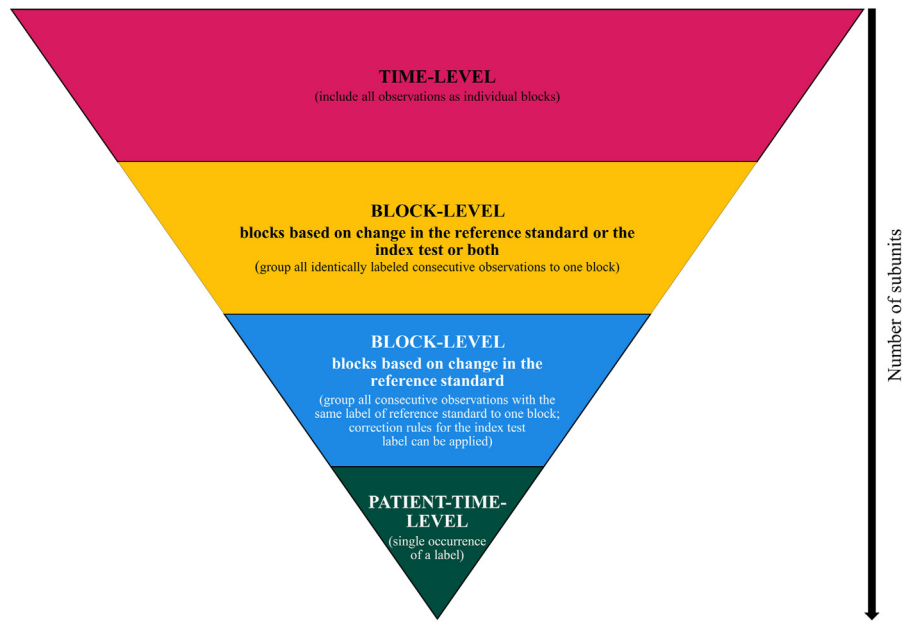 TIME-LEVEL
(include all observations as individual blocks)
BLOCK-LEVEL
blocks based on change in the reference standard or the
index test or both
(group all identically labeled consecutive observations to one block)
BLOCK-LEVEL
blocks based on change in the
reference standard
(group all consecutive observations with the
same label of reference standard to one block;
correction rules for the index test
label can be applied)
PATIENT-TIME-
LEVEL
(single occurrence
of a label)
Number of subunits